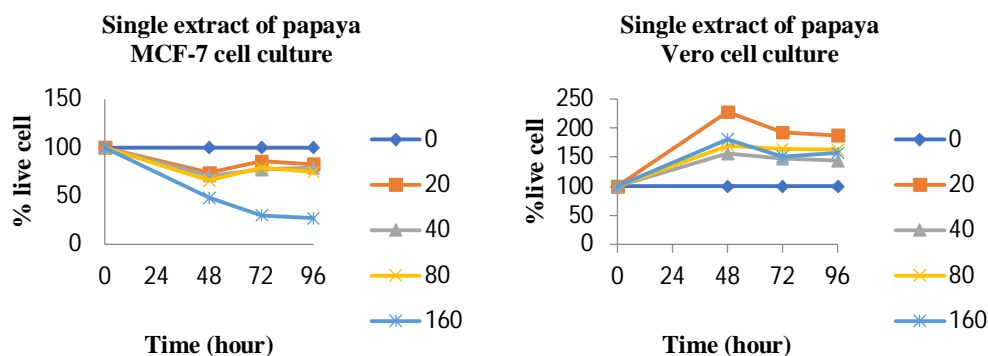 Single extract of papaya
MCF-7 cell culture
% live cell
150
100
50
0
0 24 48 72 96
Time (hour)
0
20
40
80
160
Single extract of papaya
Vero cell culture
%live cell
250
200
150
100
50
0
0 24 48 72 96
Time (hour)
0
20
40
80
160